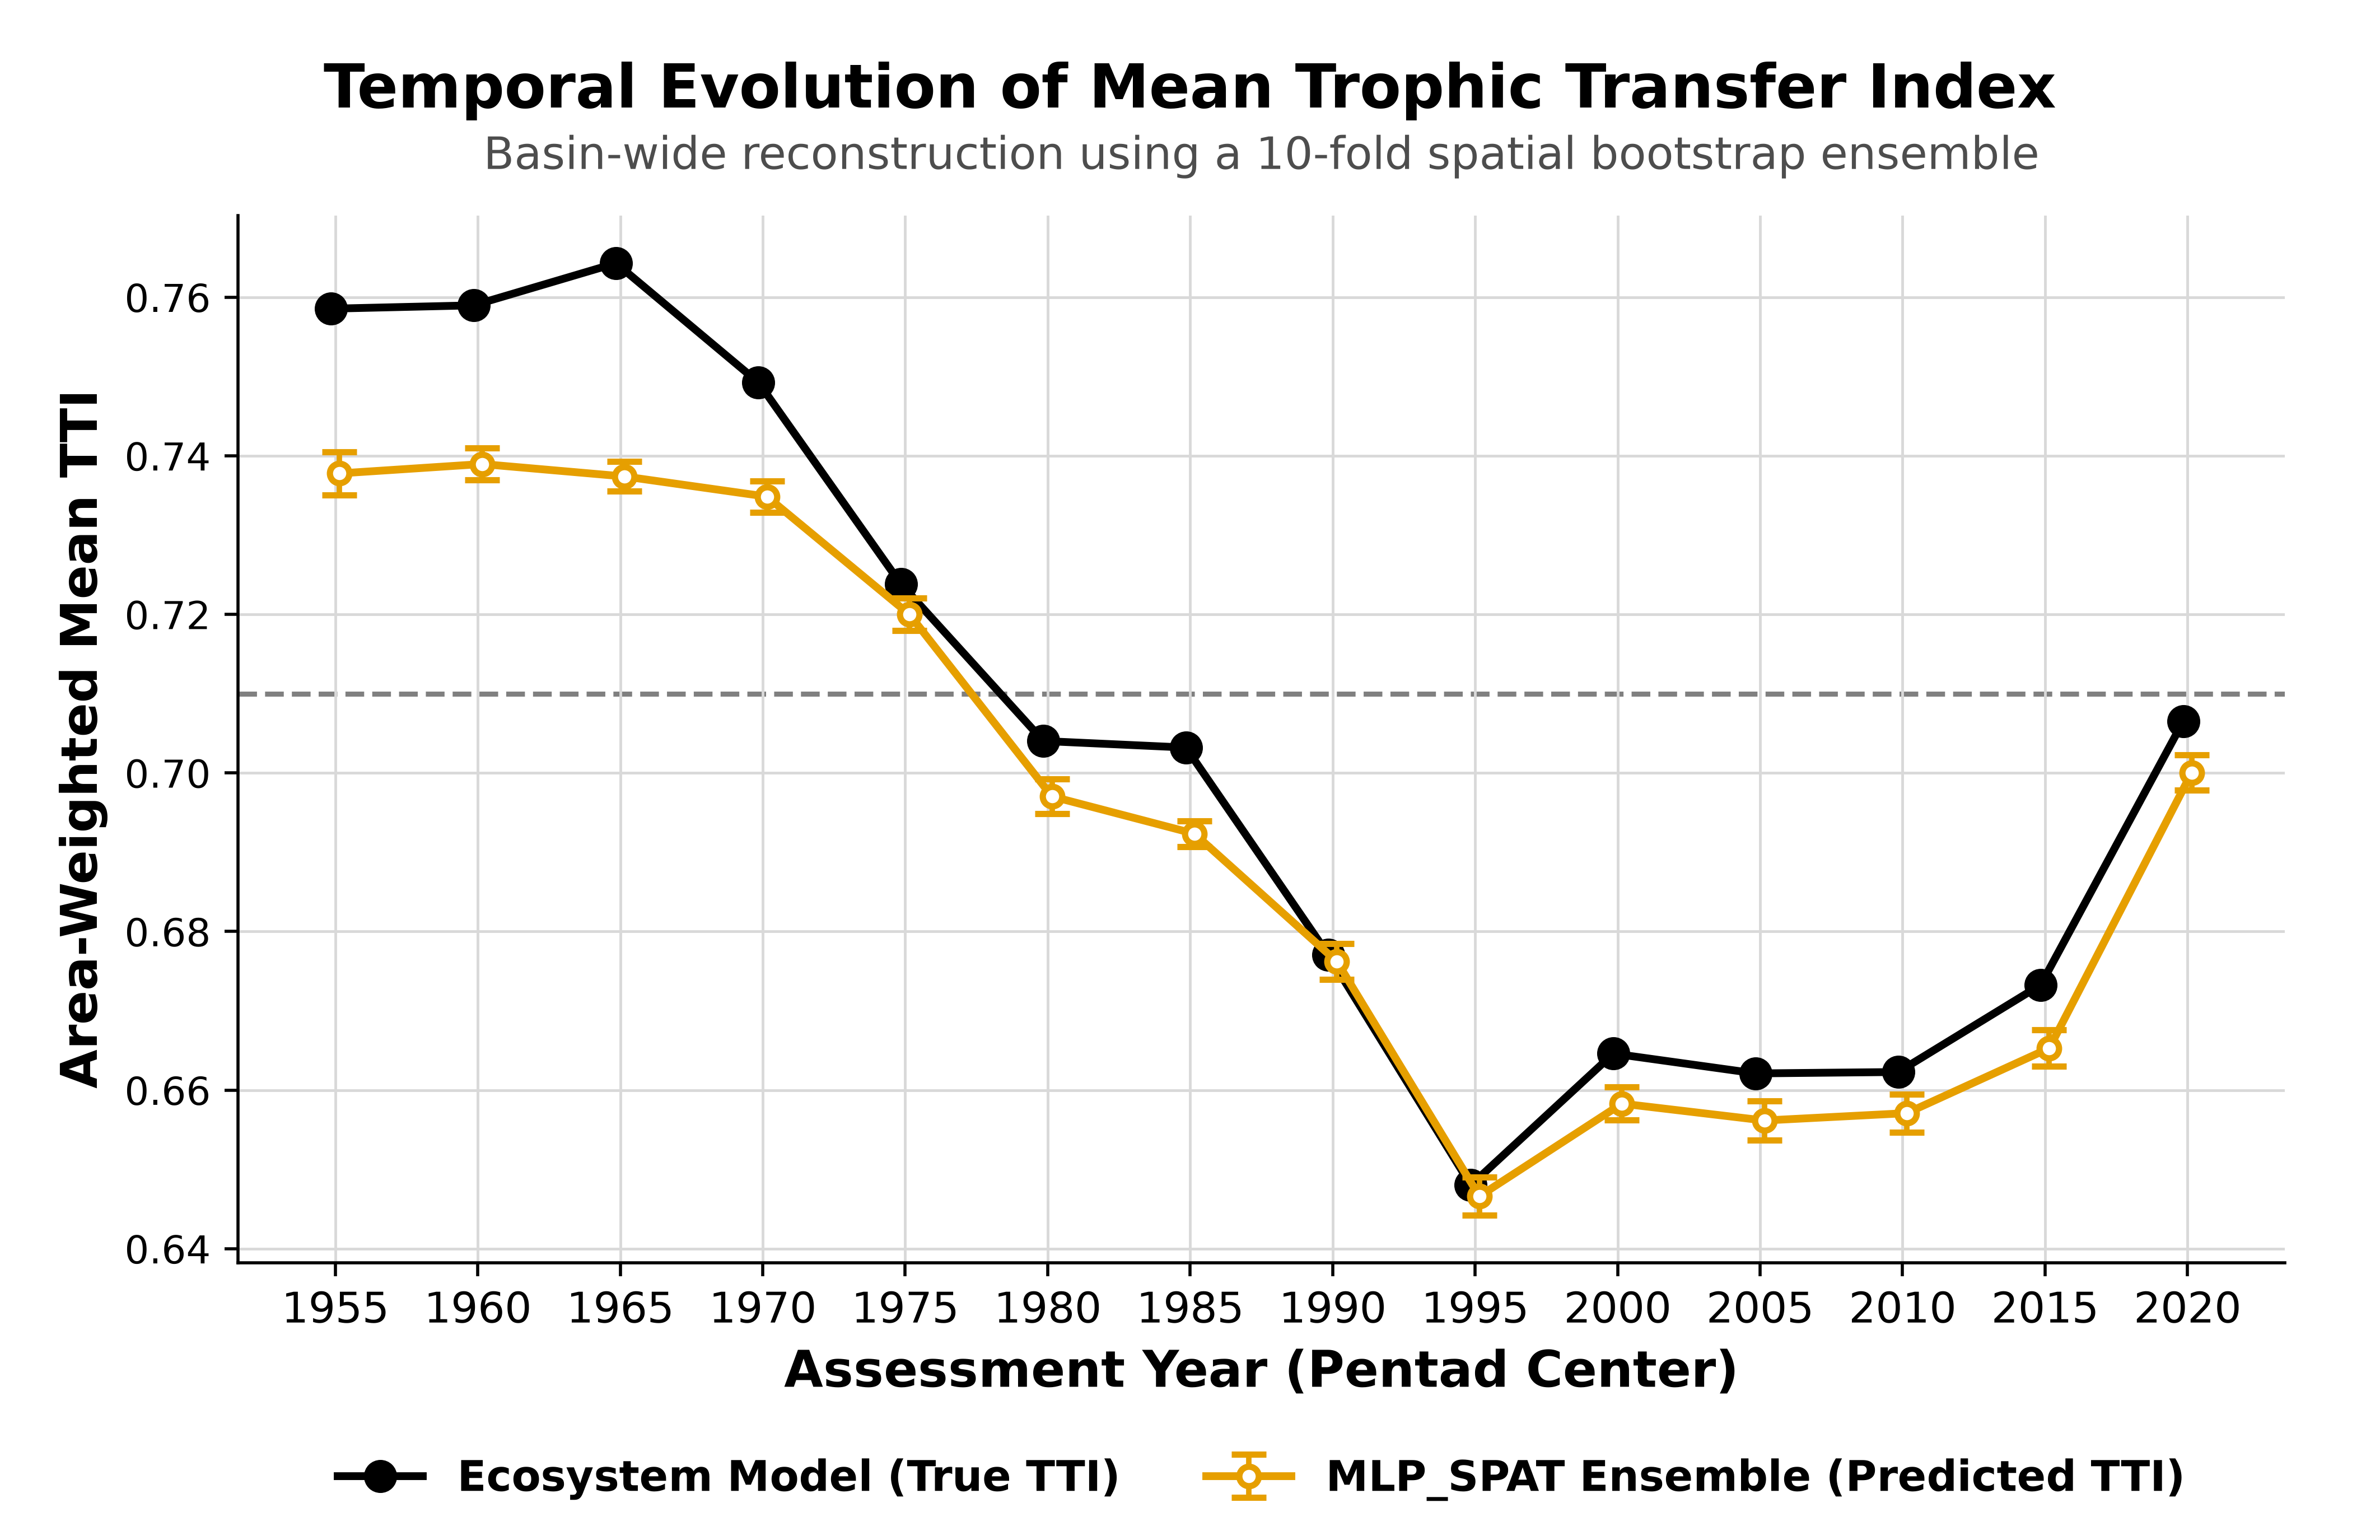 Temporal Evolution of Mean Trophic Transfer Index
Basin-wide reconstruction using a 10-fold spatial bootstrap ensemble
Area-Weighted Mean TTI
0.76
0.74
0.72
0.70
0.68
0.66
0.64
1955 1960 1965 1970 1975 1980 1985 1990 1995 2000 2005 2010 2015 2020
Assessment Year (Pentad Center)
Ecosystem Model (True TTI) MLP_SPAT Ensemble (Predicted TTI)